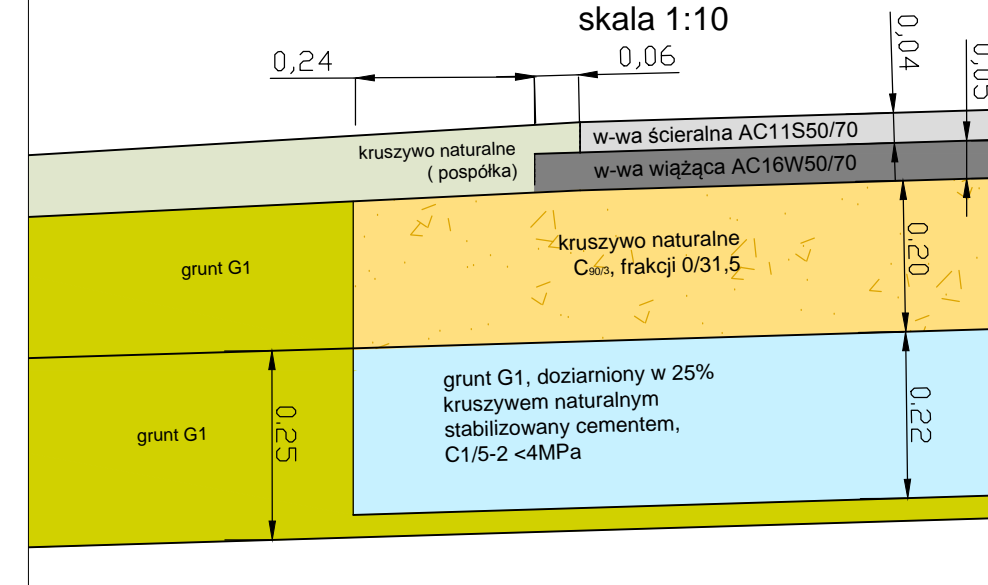 skala 1:10
0,24
0,06
0,04
0,05
kruszywo naturalne
( pospółka)
w-wa ścieralna AC11S50/70
w-wa wiążąca AC16W50/70
grunt G1
kruszywo naturalne
C90/3, frakcji 0/31,5
0,20
grunt G1
0,25
grunt G1, doziarniony w 25%
kruszywem naturalnym
stabilizowany cementem,
C1/5-2 <4MPa
0,22